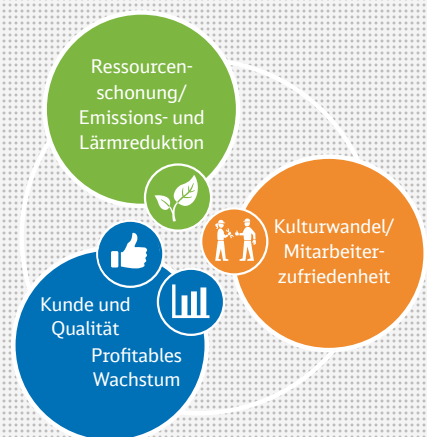 Ressourcen-
schonung/
Emissions- und
Lärmreduktion
Kulturwandel/
Mitarbeiter-
zufriedenheit
Kunde und
Qualität
Profitables
Wachstum